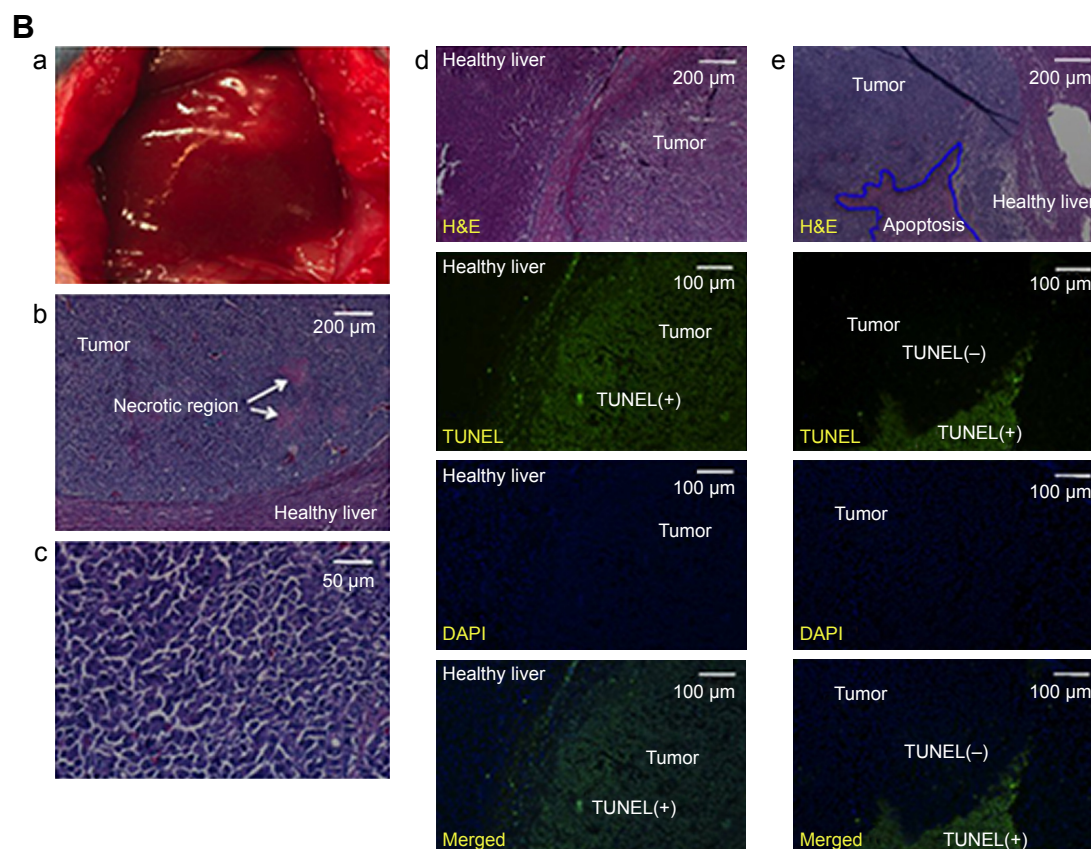 B
a
b
Tumor
200 µm
Necrotic region
Healthy liver
c
50 µm
d
Healthy liver
200 µm
Tumor
H&E
Healthy liver
100 µm
Tumor
TUNEL(+)
TUNEL
Healthy liver
100 µm
Tumor
DAPI
Healthy liver
100 µm
Tumor
TUNEL(+)
Merged
e
Tumor
200 µm
Healthy liver
Apoptosis
H&E
100 µm
Tumor
TUNEL(–)
TUNEL(+)
TUNEL
100 µm
Tumor
DAPI
100 µm
Tumor
TUNEL(–)
TUNEL(+)
Merged